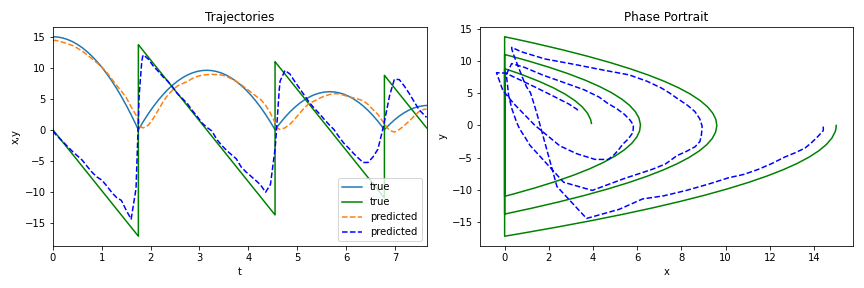 Trajectories
15
10
5
0
−5
−10
−15
x,y
0 1 2 3 4 5 6 7
t
true
true
predicted
predicted
Phase Portrait
15
10
5
0
−5
−10
−15
y
0 2 4 6 8 10 12 14
x